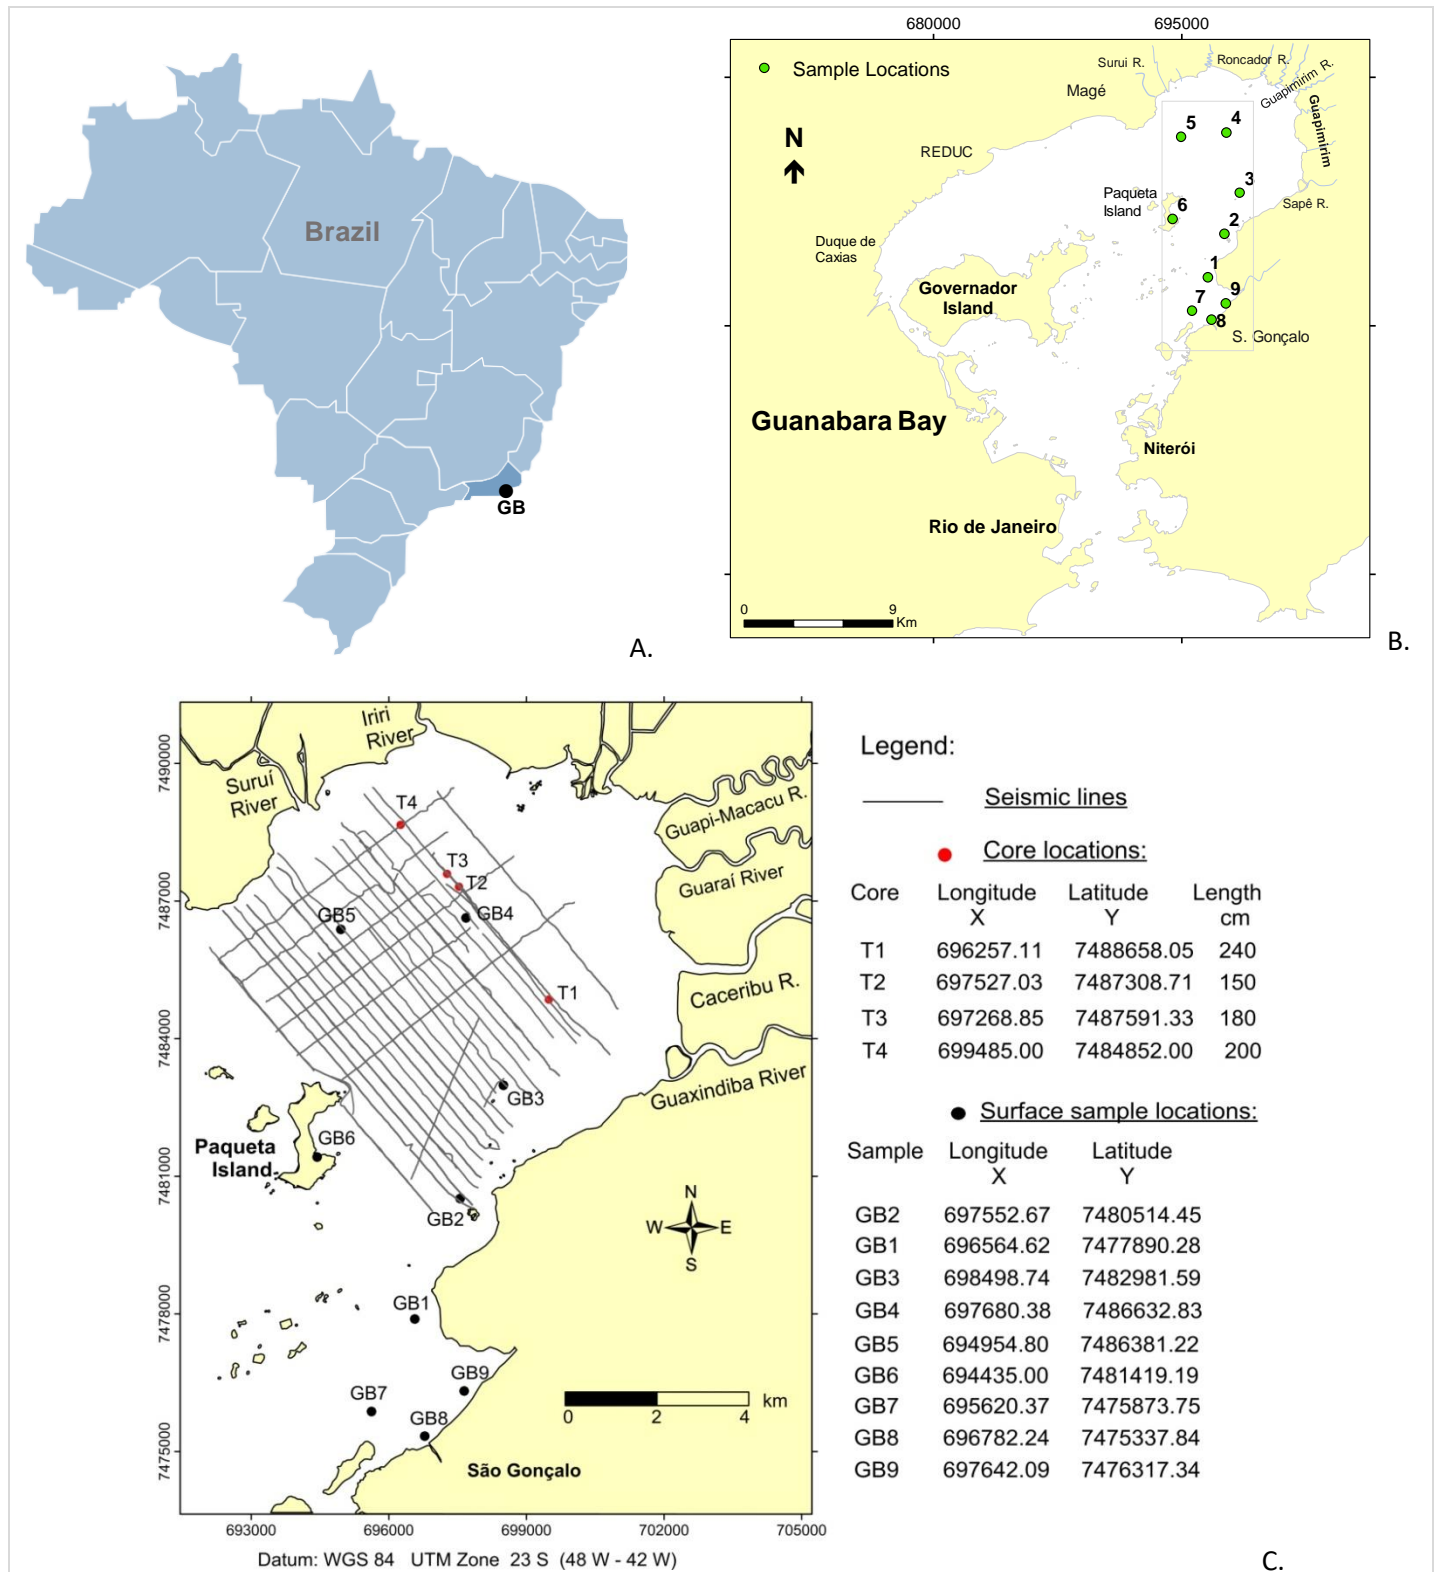 Brazil
GB
A.
680000 695000
Sample Locations
N
Surui R.
Roncador R.
Magé
Guapimirim R.
Guapimirim
REDUC
5
4
3
Paqueta
Island
6
Sapê R.
2
Duque de
Caxias
1
Governador
Island
9
7
8
S. Gonçalo
Guanabara Bay
Niterói
Rio de Janeiro
0 9
Km
B.
7490000
7487000
7484000
7481000
7478000
7475000
Iriri
River
Suruí
River
T4
Guapi-Macacu R.
T3
T2
Guaraí River
GB5
GB4
T1
Caceribu R.
GB3
Guaxindiba River
GB6
Paqueta
Island
GB2
N
W E
S
GB1
GB9
GB7
GB8
km
0 2 4
São Gonçalo
693000 696000 699000 702000 705000
Datum: WGS 84 UTM Zone 23 S (48 W - 42 W)
Legend:
Seismic lines
Core locations:
Core Longitude Latitude Length
X Y cm
T1 696257.11 7488658.05 240
T2 697527.03 7487308.71 150
T3 697268.85 7487591.33 180
T4 699485.00 7484852.00 200
Surface sample locations:
Sample Longitude Latitude
X Y
GB2 697552.67 7480514.45
GB1 696564.62 7477890.28
GB3 698498.74 7482981.59
GB4 697680.38 7486632.83
GB5 694954.80 7486381.22
GB6 694435.00 7481419.19
GB7 695620.37 7475873.75
GB8 696782.24 7475337.84
GB9 697642.09 7476317.34
C.